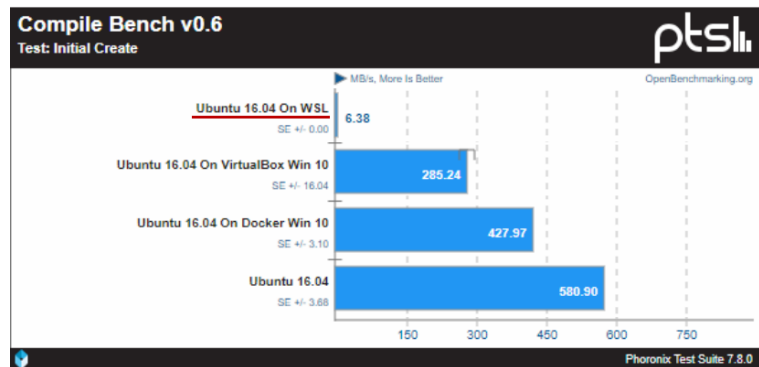 Compile Bench v0.6
Test: Initial Create
ptsl
MB/s, More Is Better
OpenBenchmarking.org
Ubuntu 16.04 On WSL
SE +/- 0.00
6.38
Ubuntu 16.04 On VirtualBox Win 10
SE +/- 16.04
285.24
Ubuntu 16.04 On Docker Win 10
SE +/- 3.10
427.97
Ubuntu 16.04
SE +/- 3.68
580.90
150 300 450 600 750
Phoronix Test Suite 7.8.0